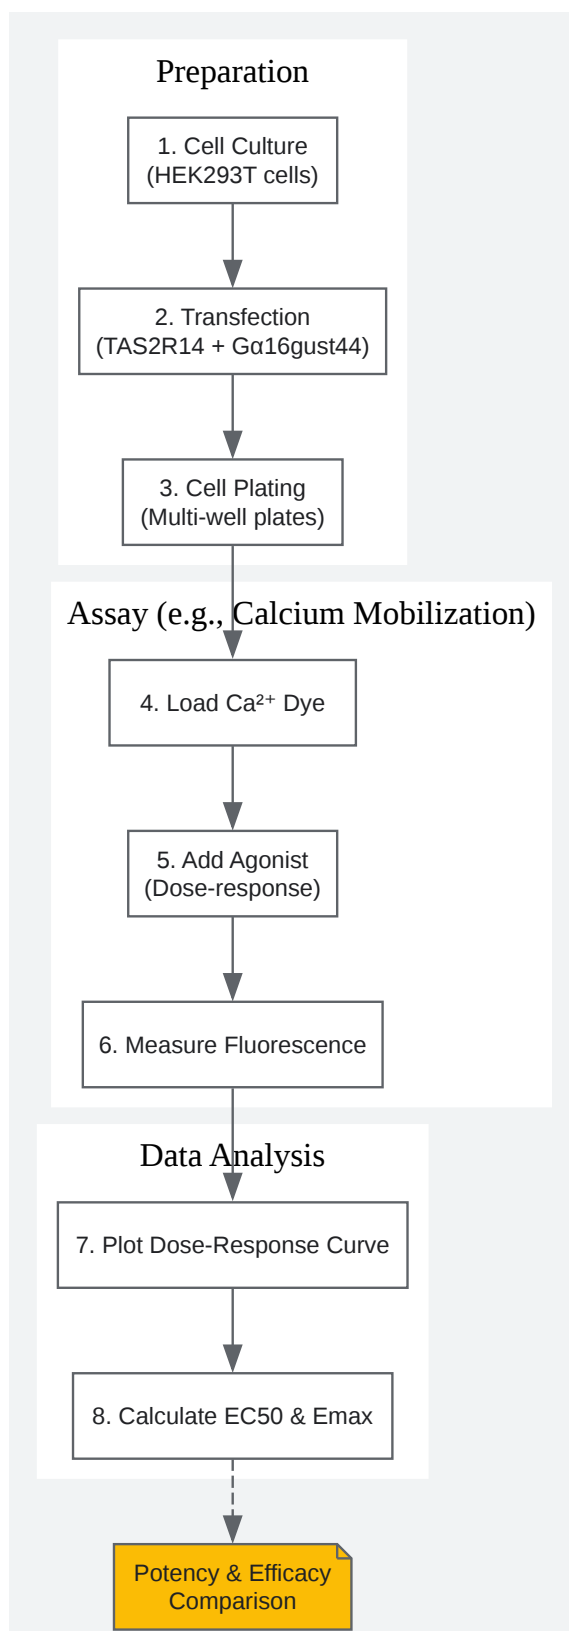 Preparation
1. Cell Culture
(HEK293T cells)
2. Transfection
(TAS2R14 + Gα16gust44)
3. Cell Plating
(Multi-well plates)
Assay (e.g., Calcium Mobilization)
4. Load Ca²⁺ Dye
5. Add Agonist
(Dose-response)
6. Measure Fluorescence
Data Analysis
7. Plot Dose-Response Curve
8. Calculate EC50 & Emax
Potency & Efficacy
Comparison